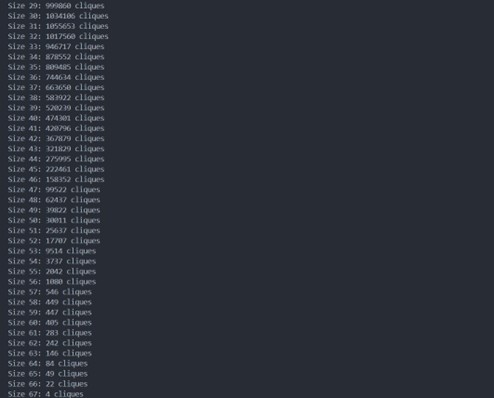 Size 29: 999860 cliques
Size 30: 1034106 cliques
Size 31: 1055653 cliques
Size 32: 1017560 cliques
Size 33: 946717 cliques
Size 34: 878552 cliques
Size 35: 809485 cliques
Size 36: 744634 cliques
Size 37: 663650 cliques
Size 38: 583922 cliques
Size 39: 520239 cliques
Size 40: 474301 cliques
Size 41: 420796 cliques
Size 42: 367879 cliques
Size 43: 321829 cliques
Size 44: 275995 cliques
Size 45: 222461 cliques
Size 46: 158352 cliques
Size 47: 99522 cliques
Size 48: 62437 cliques
Size 49: 39822 cliques
Size 50: 30011 cliques
Size 51: 25637 cliques
Size 52: 17707 cliques
Size 53: 9514 cliques
Size 54: 3737 cliques
Size 55: 2042 cliques
Size 56: 1080 cliques
Size 57: 546 cliques
Size 58: 449 cliques
Size 59: 447 cliques
Size 60: 405 cliques
Size 61: 283 cliques
Size 62: 242 cliques
Size 63: 146 cliques
Size 64: 84 cliques
Size 65: 49 cliques
Size 66: 22 cliques
Size 67: 4 cliques